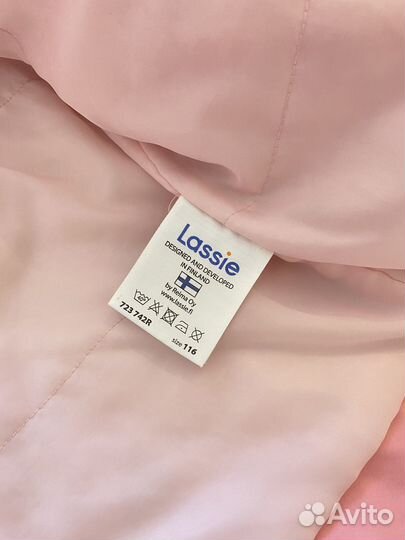 Lassie
DESIGNED AND DEVELOPED
IN FINLAND
by Reima Oy
www.lassie.fi
723 742R
size 116
Avito